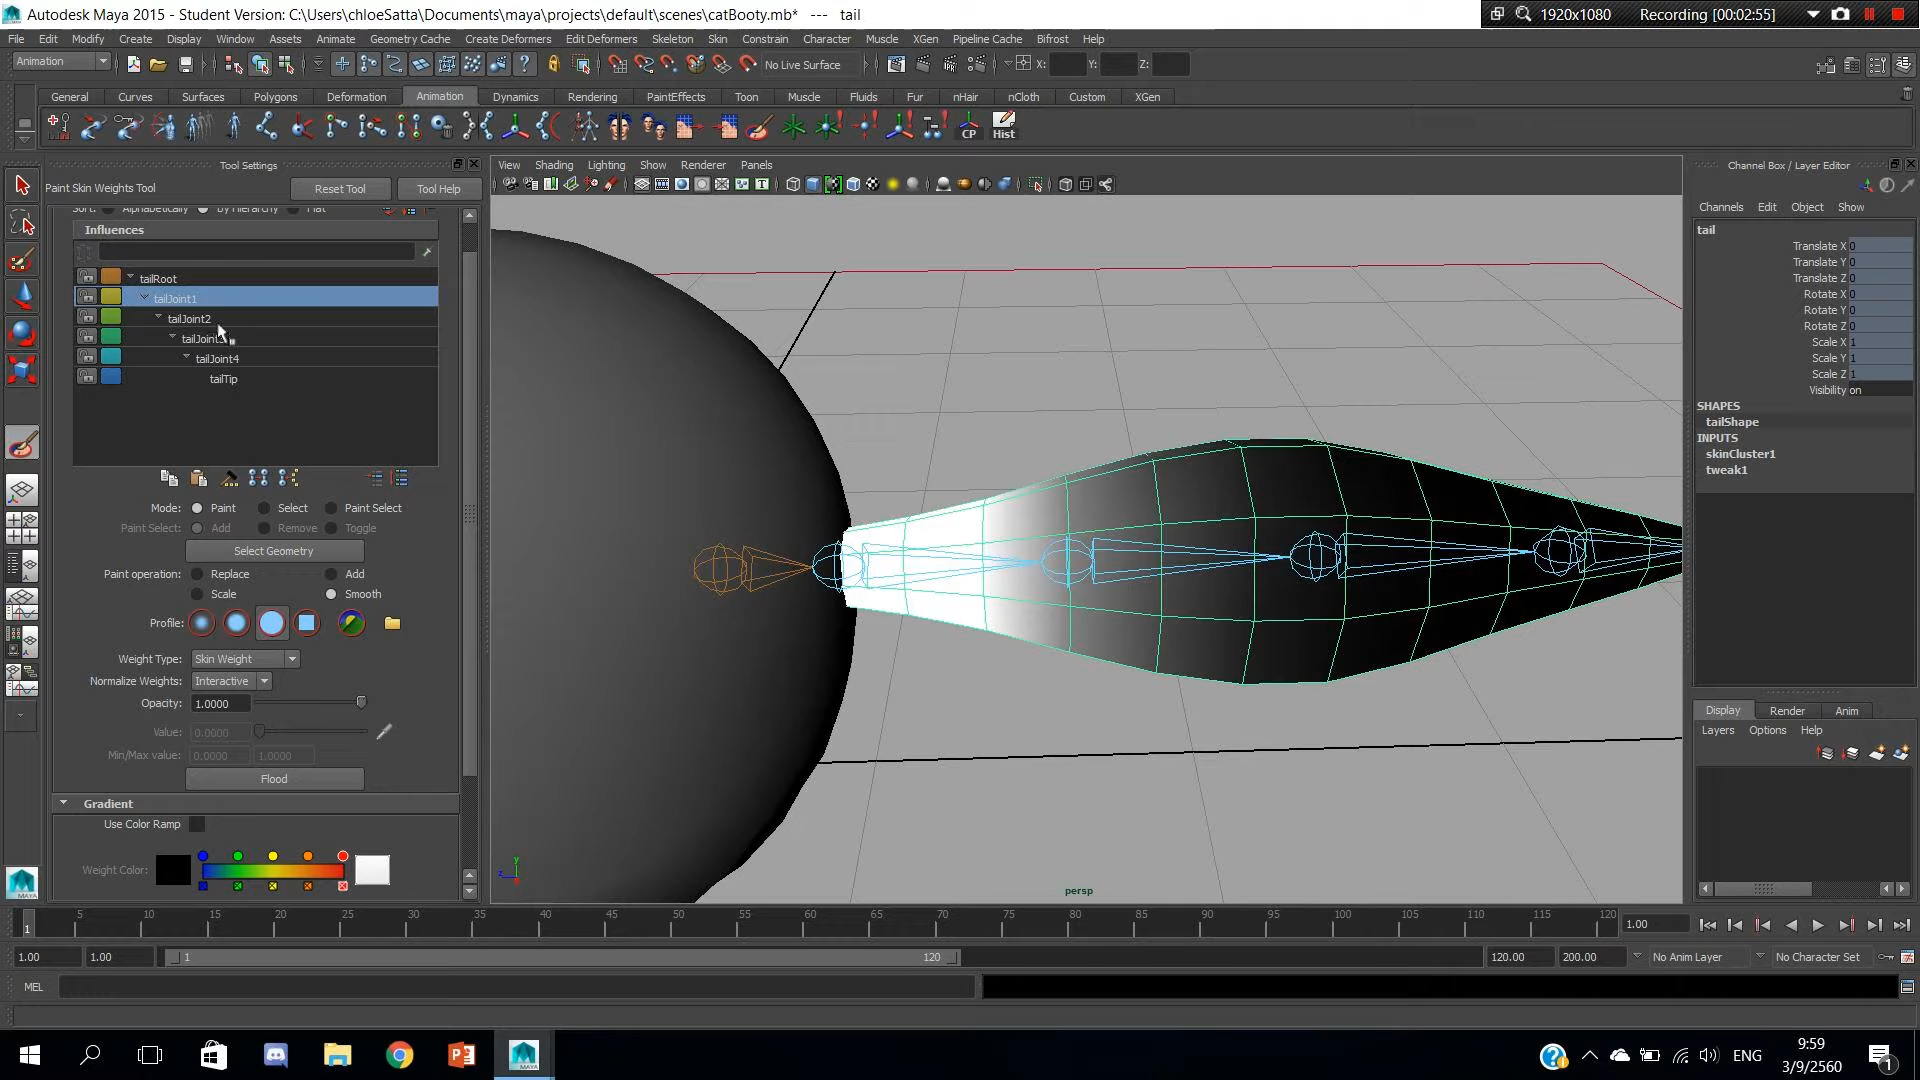 Autodesk Maya 2015 - Student Version: C:\Users\chloeSatta\Documents\maya\projects\default\scenes\catBooty.mb* --- tail
1920x1080 Recording [00:02:55]
File Edit Modify Create Display Window Assets Animate Geometry Cache Create Deformers Edit Deformers Skeleton Skin Constrain Character Muscle XGen Pipeline Cache Bifrost Help
Animation No Live Surface X: Y: Z:
General Curves Surfaces Polygons Deformation Animation Dynamics Rendering PaintEffects Toon Muscle Fluids Fur nHair nCloth Custom XGen
CP Hist
Tool Settings
Paint Skin Weights Tool Reset Tool Tool Help
Sort: Alphabetically By Hierarchy Flat
Influences
tailRoot
tailJoint1
tailJoint2
tailJoint
tailJoint4
tailTip
Mode: Paint Select Paint Select
Paint Select: Add Remove Toggle
Select Geometry
Paint operation: Replace Add
Scale Smooth
Profile:
Weight Type: Skin Weight
Normalize Weights: Interactive
Opacity: 1.0000
Value: 0.0000
Min/Max value: 0.0000 1.0000
Flood
Gradient
Use Color Ramp
Weight Color:
MAYA
View Shading Lighting Show Renderer Panels
y
z
persp
Channel Box / Layer Editor
Channels Edit Object Show
tail
Translate X 0
Translate Y 0
Translate Z 0
Rotate X 0
Rotate Y 0
Rotate Z 0
Scale X 1
Scale Y 1
Scale Z 1
Visibility on
SHAPES
tailShape
INPUTS
skinCluster1
tweak1
Display Render Anim
Layers Options Help
1 5 10 15 20 25 30 35 40 45 50 55 60 65 70 75 80 85 90 95 100 105 110 115 120 1.00
1.00 1.00 1 120 120.00 200.00 No Anim Layer No Character Set
MEL
ENG
9:59
3/9/2560
1